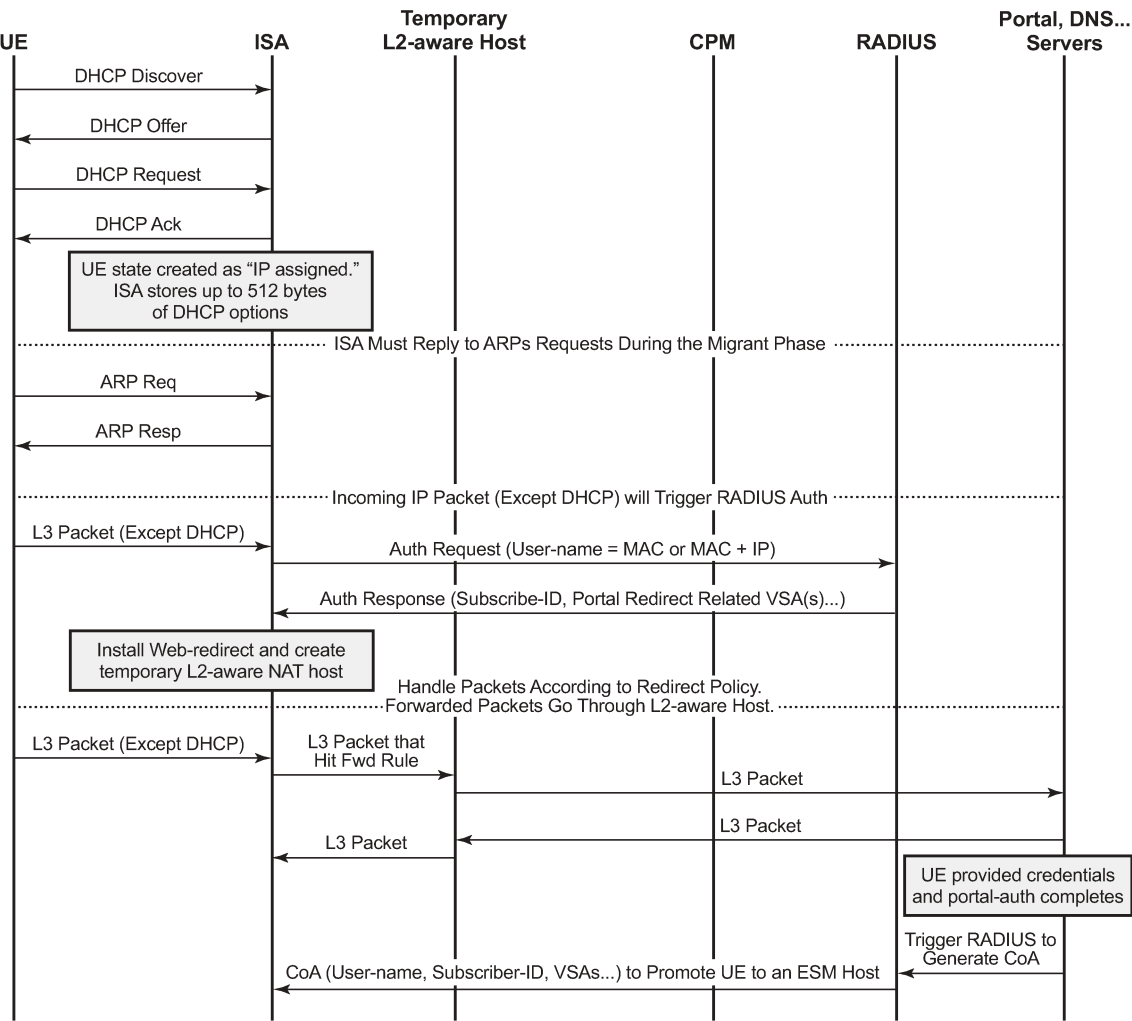 Temporary
L2-aware Host
Portal, DNS...
Servers
UE
ISA
CPM
RADIUS
DHCP Discover
DHCP Offer
DHCP Request
DHCP Ack
UE state created as “IP assigned.”
ISA stores up to 512 bytes
of DHCP options
ISA Must Reply to ARPs Requests During the Migrant Phase
ARP Req
ARP Resp
Incoming IP Packet (Except DHCP) will Trigger RADIUS Auth
L3 Packet (Except DHCP)
Auth Request (User-name = MAC or MAC + IP)
Auth Response (Subscribe-ID, Portal Redirect Related VSA(s)...)
Install Web-redirect and create
temporary L2-aware NAT host
Handle Packets According to Redirect Policy.
Forwarded Packets Go Through L2-aware Host.
L3 Packet (Except DHCP)
L3 Packet that
Hit Fwd Rule
L3 Packet
L3 Packet
L3 Packet
UE provided credentials
and portal-auth completes
Trigger RADIUS to
Generate CoA
CoA (User-name, Subscriber-ID, VSAs...) to Promote UE to an ESM Host